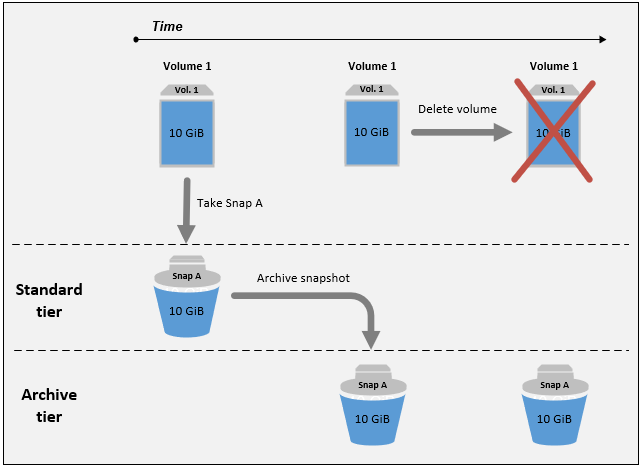 Time
Volume 1
Volume 1
Volume 1
Vol. 1
Vol. 1
Vol. 1
Delete volume
10 GiB
10 GiB
10 GiB
Take Snap A
Standard
tier
Snap A
10 GiB
Archive snapshot
Archive
tier
Snap A
Snap A
10 GiB
10 GiB